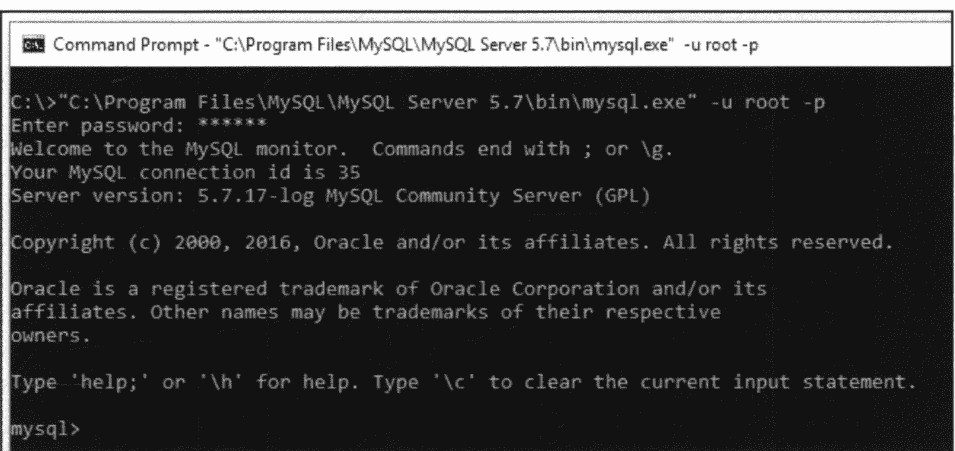 Command Prompt - "C:\Program Files\MySQL\MySQL Server 5.7\bin\mysql.exe" -u root -p
C:\>"C:\Program Files\MySQL\MySQL Server 5.7\bin\mysql.exe" -u root -p
Enter password: ******
Welcome to the MySQL monitor.  Commands end with ; or \g.
Your MySQL connection id is 35
Server version: 5.7.17-log MySQL Community Server (GPL)
Copyright (c) 2000, 2016, Oracle and/or its affiliates. All rights reserved.
Oracle is a registered trademark of Oracle Corporation and/or its
affiliates. Other names may be trademarks of their respective
owners.
Type 'help;' or '\h' for help. Type '\c' to clear the current input statement.
mysql>